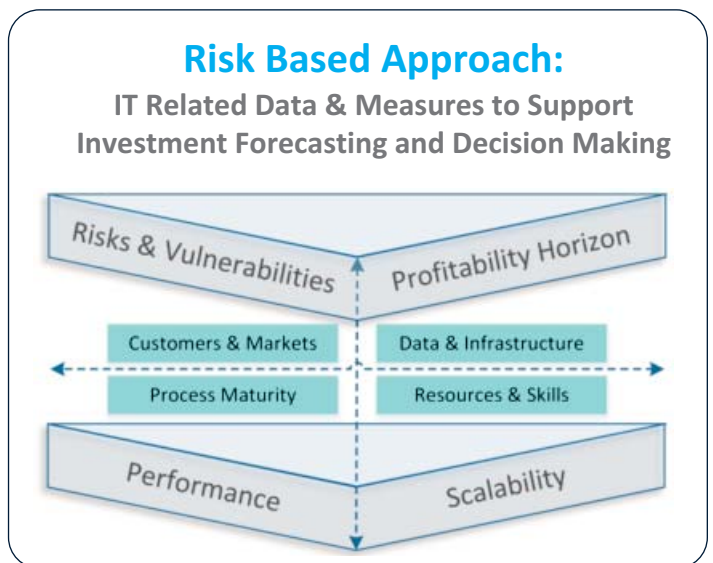 Risk Based Approach:
IT Related Data & Measures to Support
Investment Forecasting and Decision Making
Risks & Vulnerabilities
Profitability Horizon
Customers & Markets
Data & Infrastructure
Process Maturity
Resources & Skills
Performance
Scalability